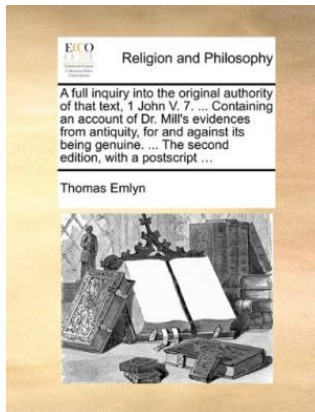 ECCO
Religion and Philosophy
A full inquiry into the original authority
of that text, 1 John V. 7. ... Containing
an account of Dr. Mill's evidences
from antiquity, for and against its
being genuine. ... The second
edition, with a postscript ...
Thomas Emlyn